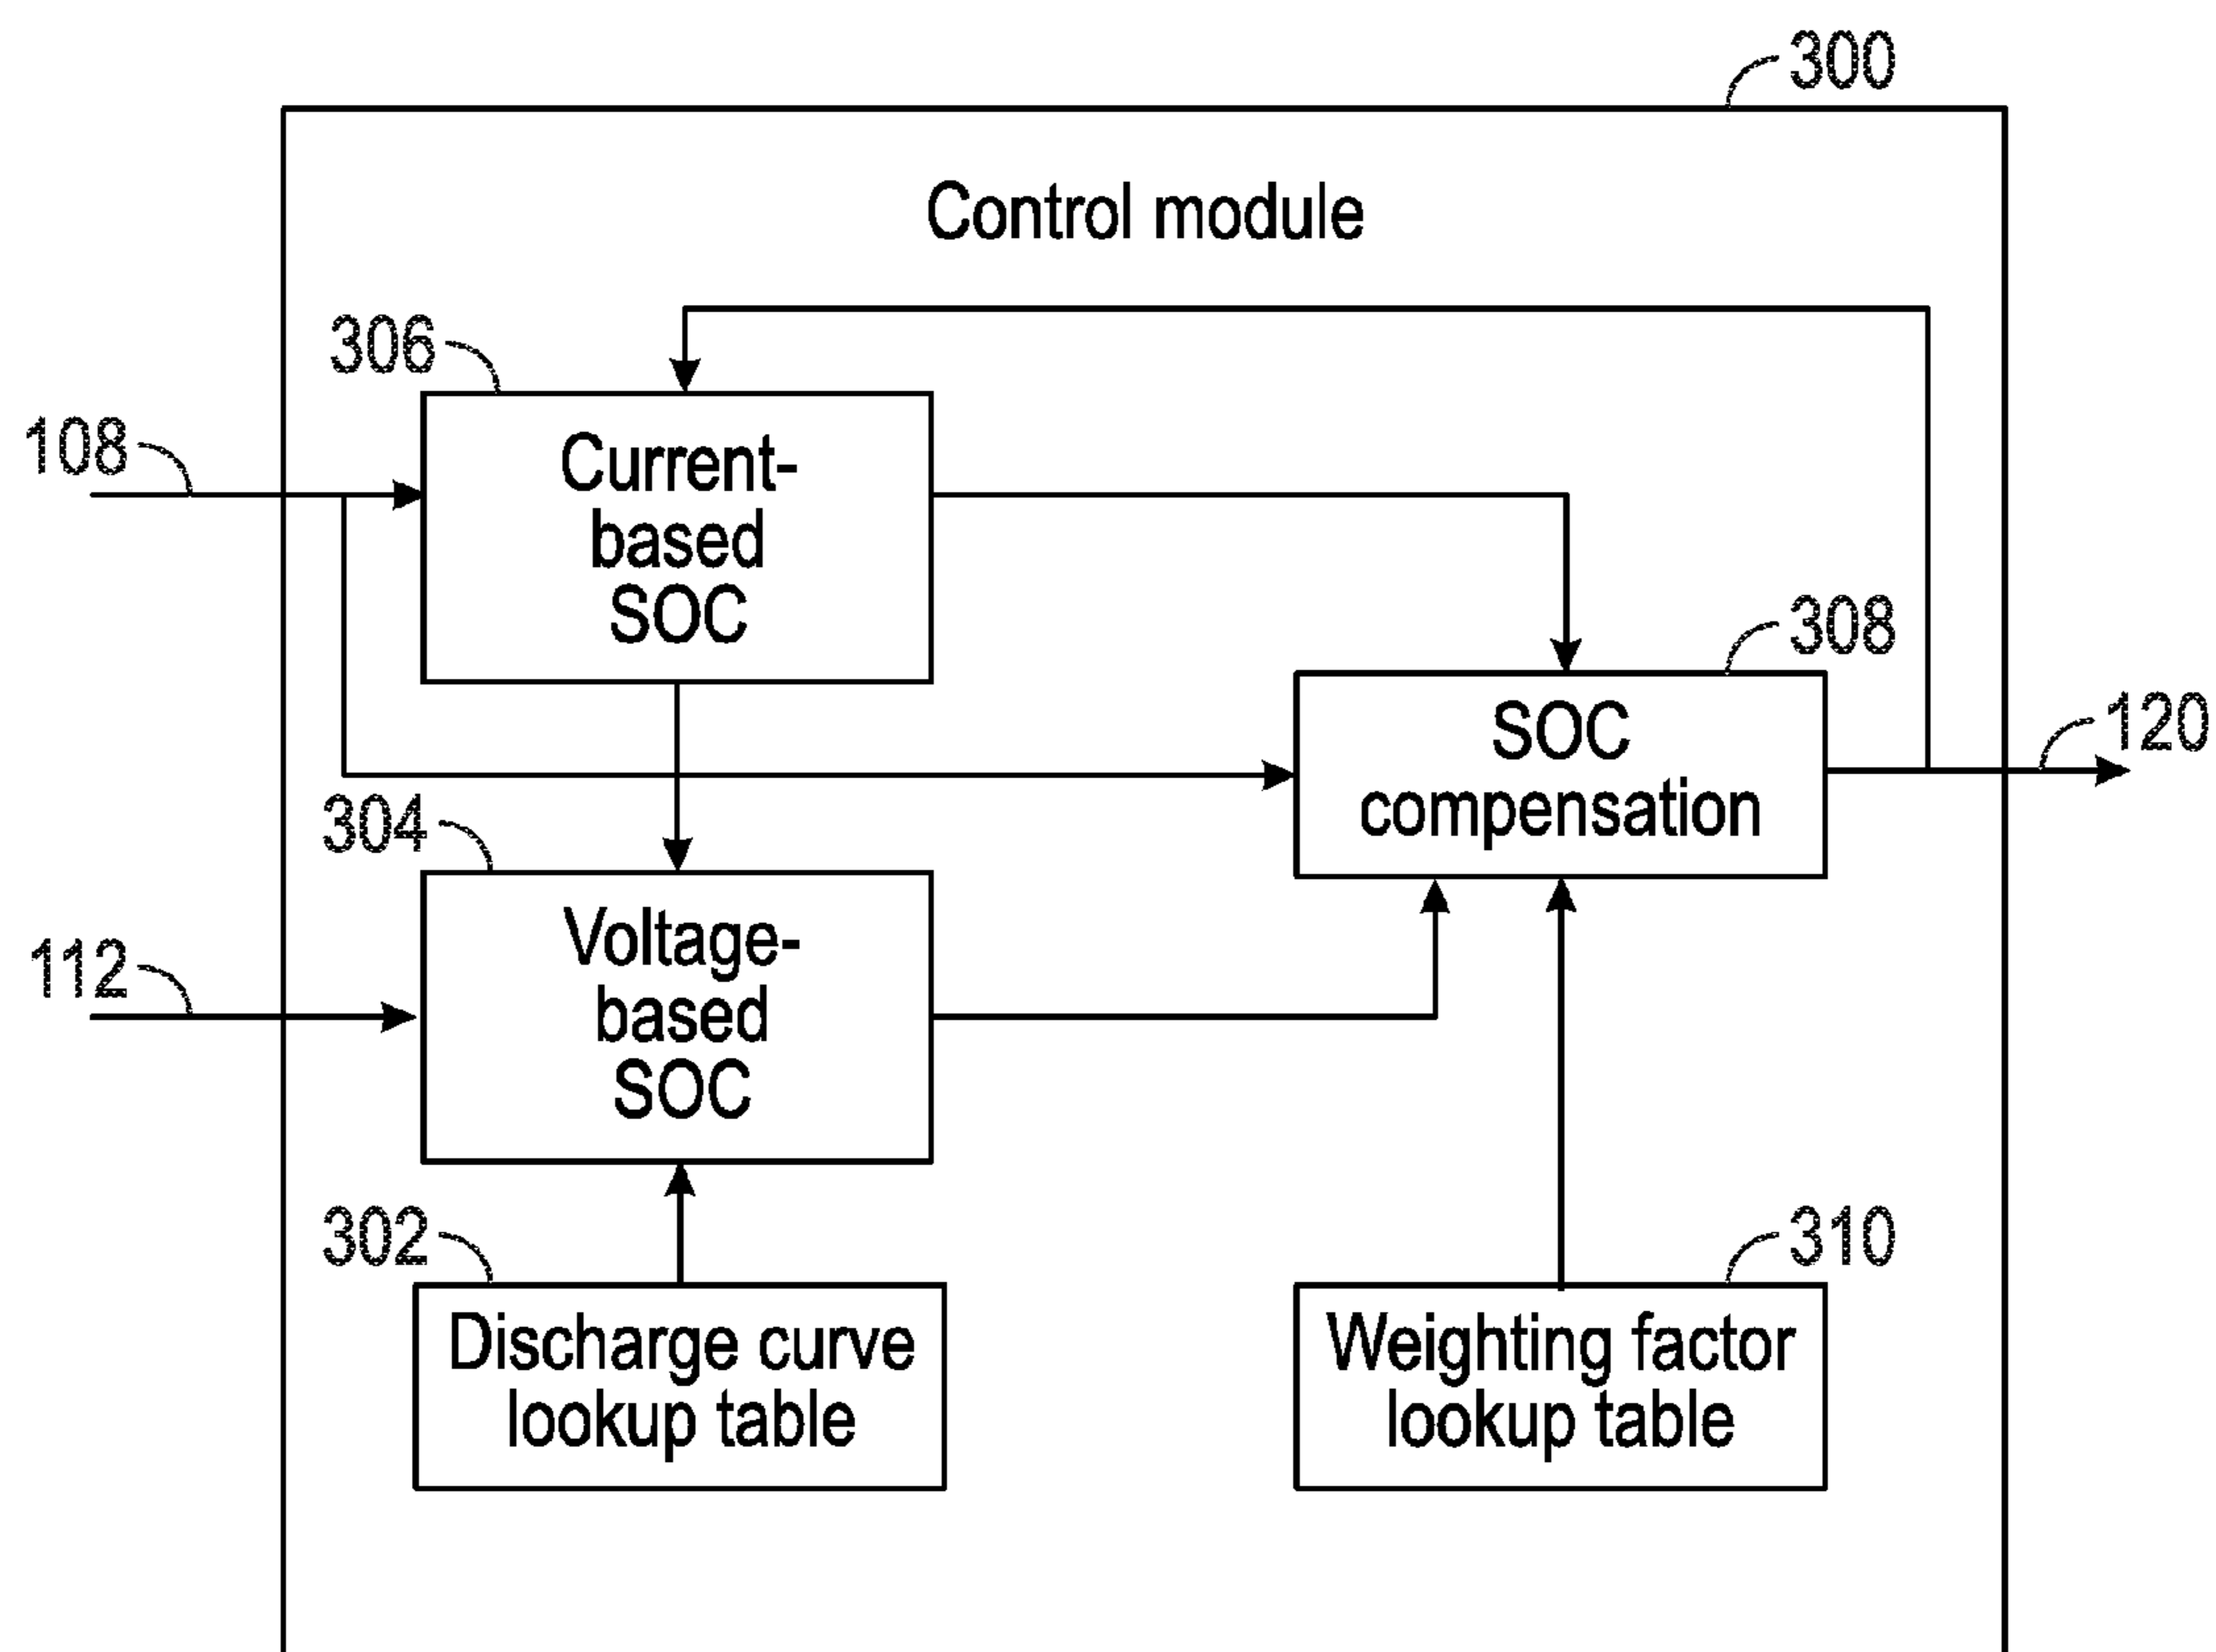 300
Control module
306
108
Current-
based
SOC
308
SOC
compensation
120
304
112
Voltage-
based
SOC
302
310
Discharge curve
lookup table
Weighting factor
lookup table